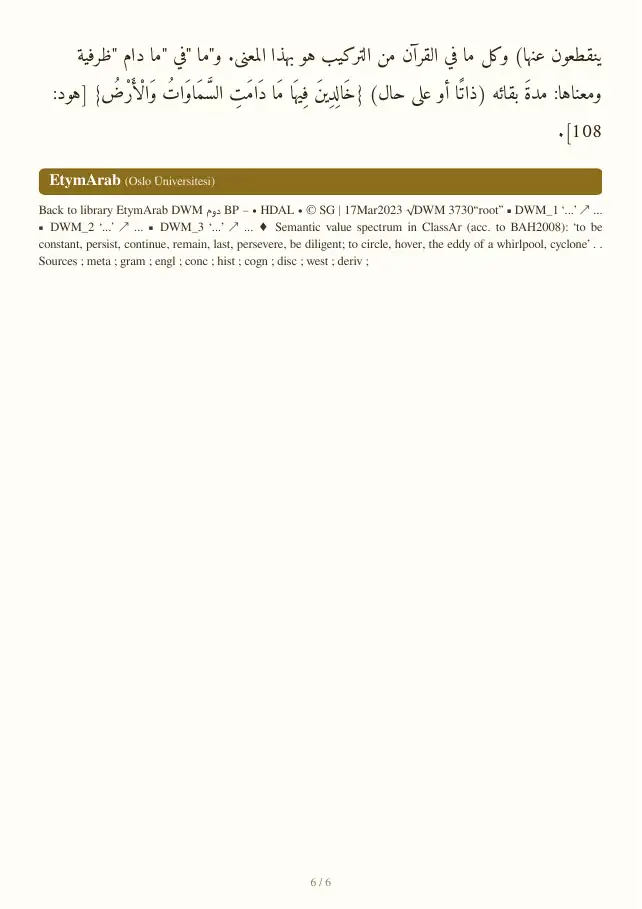 ينقطعون عنها) وكل ما في القرآن من التركيب هو بهذا المعنى. و"ما "في "ما دام "ظرفية
ومعناها: مدةَ بقائه (ذاتًا أو على حال) {خَالِدِينَ فِيهَا مَا دَامَتِ السَّمَاوَاتُ وَالْأَرْضُ} [هود:
108].
EtymArab (Oslo Üniversitesi)
Back to library EtymArab DWM دوم BP – • HDAL • © SG | 17Mar2023 √DWM 3730“root” ▪ DWM_1 ‘...’ ↗ ...
▪ DWM_2 ‘...’ ↗ ... ▪ DWM_3 ‘...’ ↗ ... ♦ Semantic value spectrum in ClassAr (acc. to BAH2008): ‘to be
constant, persist, continue, remain, last, persevere, be diligent; to circle, hover, the eddy of a whirlpool, cyclone’ . .
Sources ; meta ; gram ; engl ; conc ; hist ; cogn ; disc ; west ; deriv ;
6 / 6